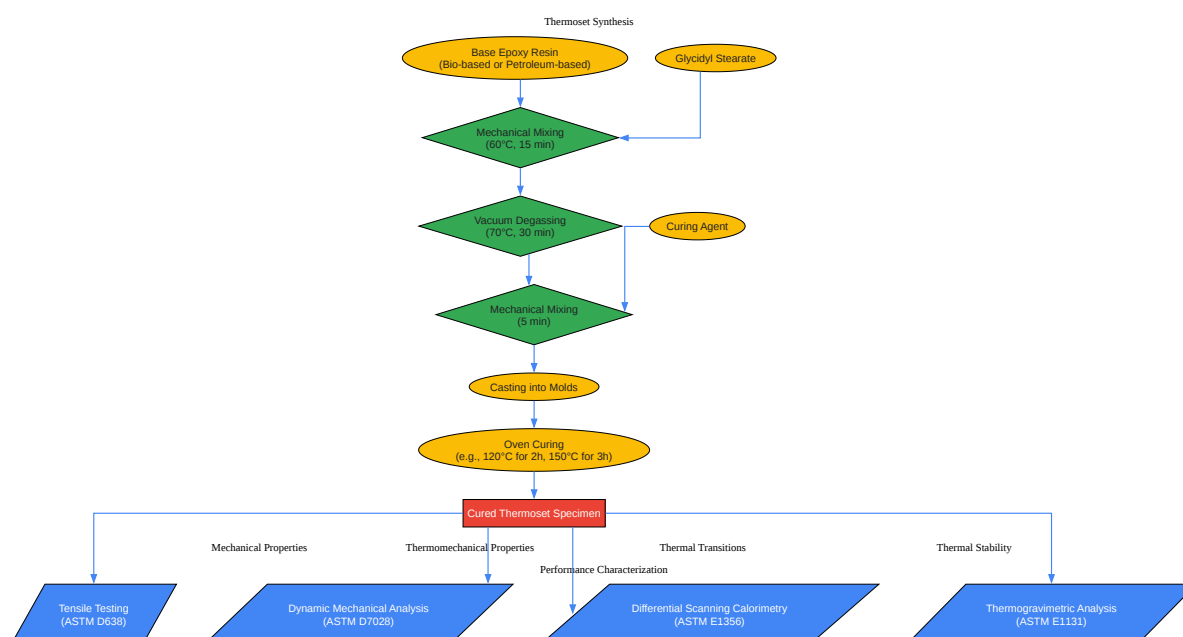 Thermoset Synthesis
Base Epoxy Resin
(Bio-based or Petroleum-based)
Glycidyl Stearate
Mechanical Mixing
(60°C, 15 min)
Vacuum Degassing
(70°C, 30 min)
Curing Agent
Mechanical Mixing
(5 min)
Casting into Molds
Oven Curing
(e.g., 120°C for 2h, 150°C for 3h)
Cured Thermoset Specimen
Mechanical Properties
Thermomechanical Properties
Thermal Transitions
Thermal Stability
Performance Characterization
Tensile Testing
(ASTM D638)
Dynamic Mechanical Analysis
(ASTM D7028)
Differential Scanning Calorimetry
(ASTM E1356)
Thermogravimetric Analysis
(ASTM E1131)